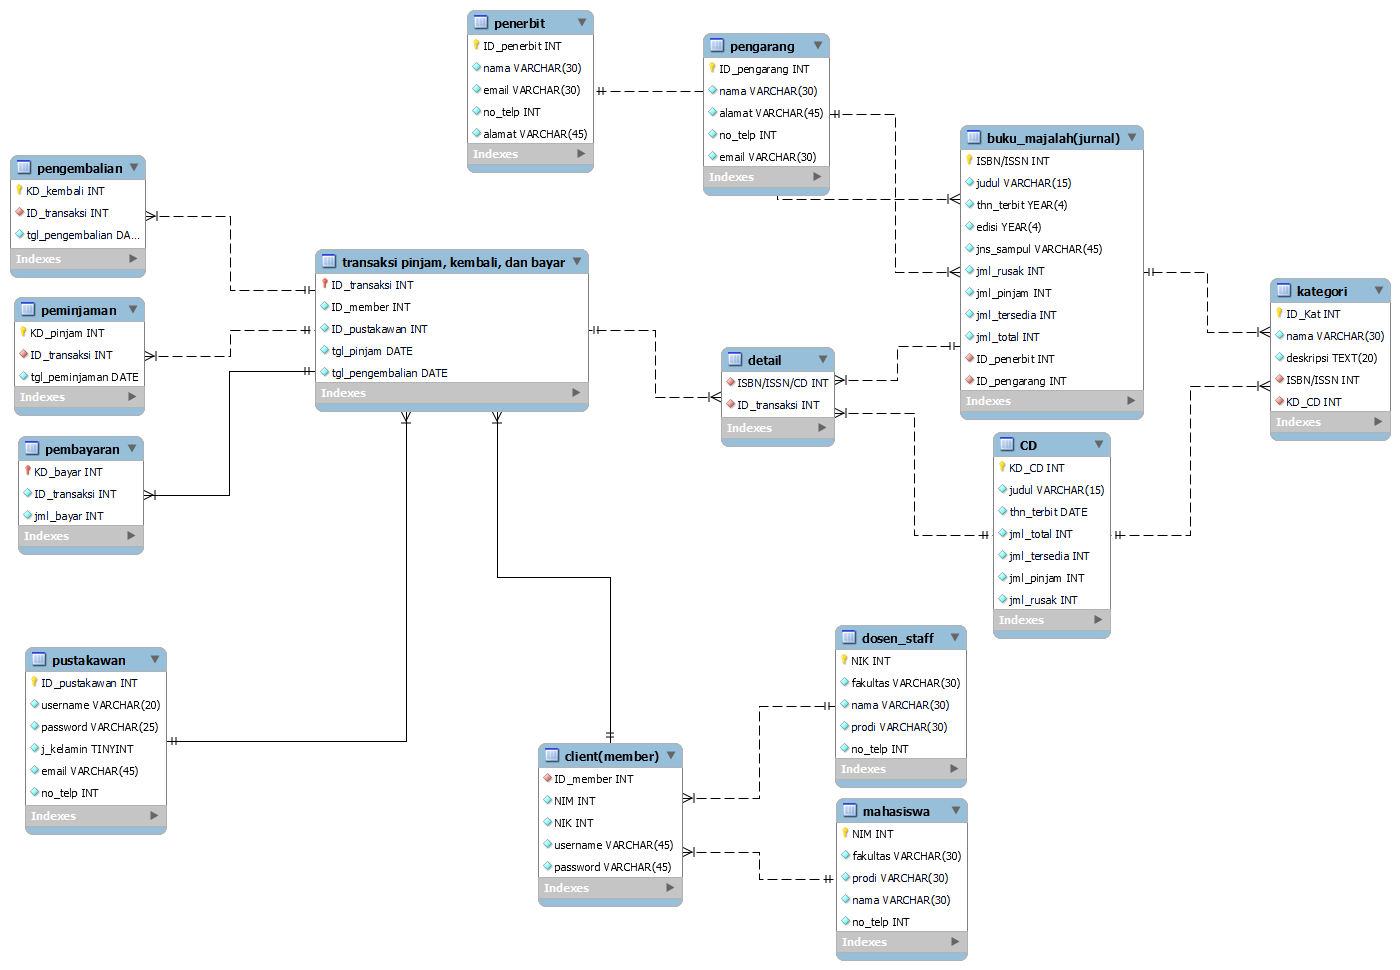 penerbit
ID_penerbit INT
nama VARCHAR(30)
email VARCHAR(30)
no_telp INT
alamat VARCHAR(45)
Indexes
pengarang
ID_pengarang INT
nama VARCHAR(30)
alamat VARCHAR(45)
no_telp INT
email VARCHAR(30)
Indexes
buku_majalah(jurnal)
ISBN/ISSN INT
judul VARCHAR(15)
thn_terbit YEAR(4)
edisi YEAR(4)
jns_sampul VARCHAR(45)
jml_rusak INT
jml_pinjam INT
jml_tersedia INT
jml_total INT
ID_penerbit INT
ID_pengarang INT
Indexes
pengembalian
KD_kembali INT
ID_transaksi INT
tgl_pengembalian DA...
Indexes
transaksi pinjam, kembali, dan bayar
ID_transaksi INT
ID_member INT
ID_pustakawan INT
tgl_pinjam DATE
tgl_pengembalian DATE
Indexes
kategori
ID_Kat INT
nama VARCHAR(30)
deskripsi TEXT(20)
ISBN/ISSN INT
KD_CD INT
Indexes
peminjaman
KD_pinjam INT
ID_transaksi INT
tgl_peminjaman DATE
Indexes
detail
ISBN/ISSN/CD INT
ID_transaksi INT
Indexes
pembayaran
KD_bayar INT
ID_transaksi INT
jml_bayar INT
Indexes
CD
KD_CD INT
judul VARCHAR(15)
thn_terbit DATE
jml_total INT
jml_tersedia INT
jml_pinjam INT
jml_rusak INT
Indexes
pustakawan
ID_pustakawan INT
username VARCHAR(20)
password VARCHAR(25)
j_kelamin TINYINT
email VARCHAR(45)
no_telp INT
Indexes
dosen_staff
NIK INT
fakultas VARCHAR(30)
nama VARCHAR(30)
prodi VARCHAR(30)
no_telp INT
Indexes
client(member)
ID_member INT
NIM INT
NIK INT
username VARCHAR(45)
password VARCHAR(45)
Indexes
mahasiswa
NIM INT
fakultas VARCHAR(30)
prodi VARCHAR(30)
nama VARCHAR(30)
no_telp INT
Indexes